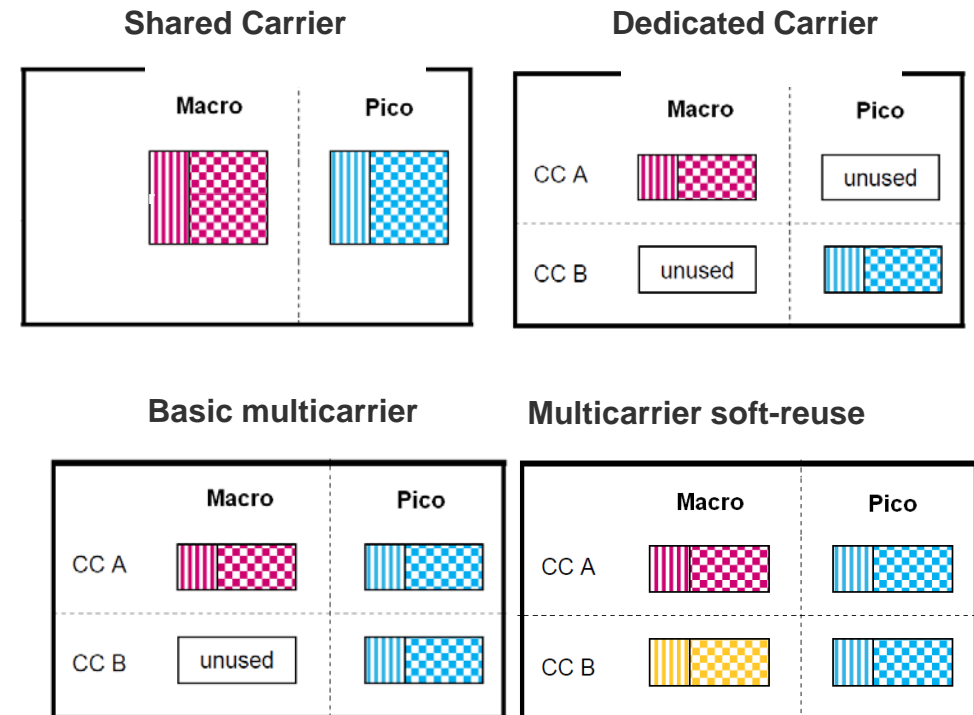 Shared Carrier
Macro Pico
Dedicated Carrier
Macro Pico
CC A unused
CC B unused
Basic multicarrier
Macro Pico
CC A
CC B unused
Multicarrier soft-reuse
Macro Pico
CC A
CC B